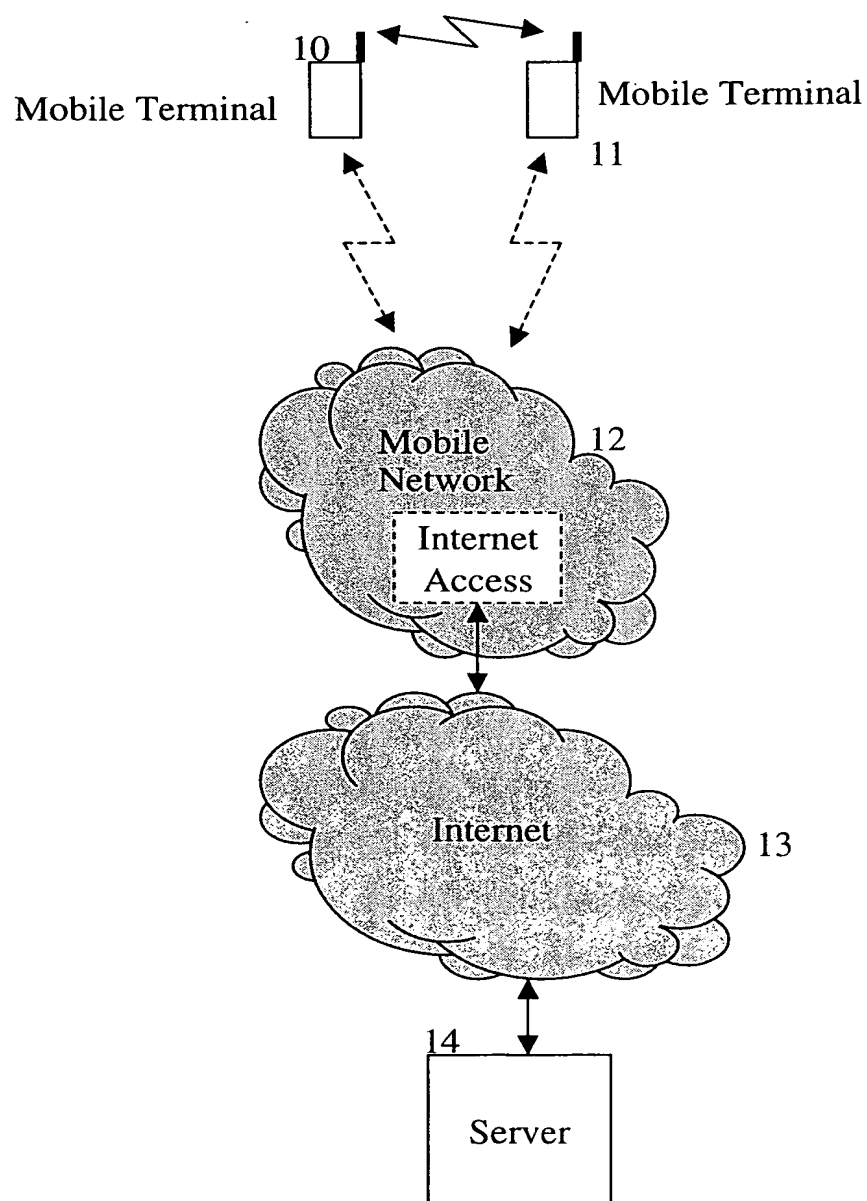 10
Mobile Terminal
Mobile Terminal
11
12
Mobile
Network
Internet
Access
Internet
13
14
Server